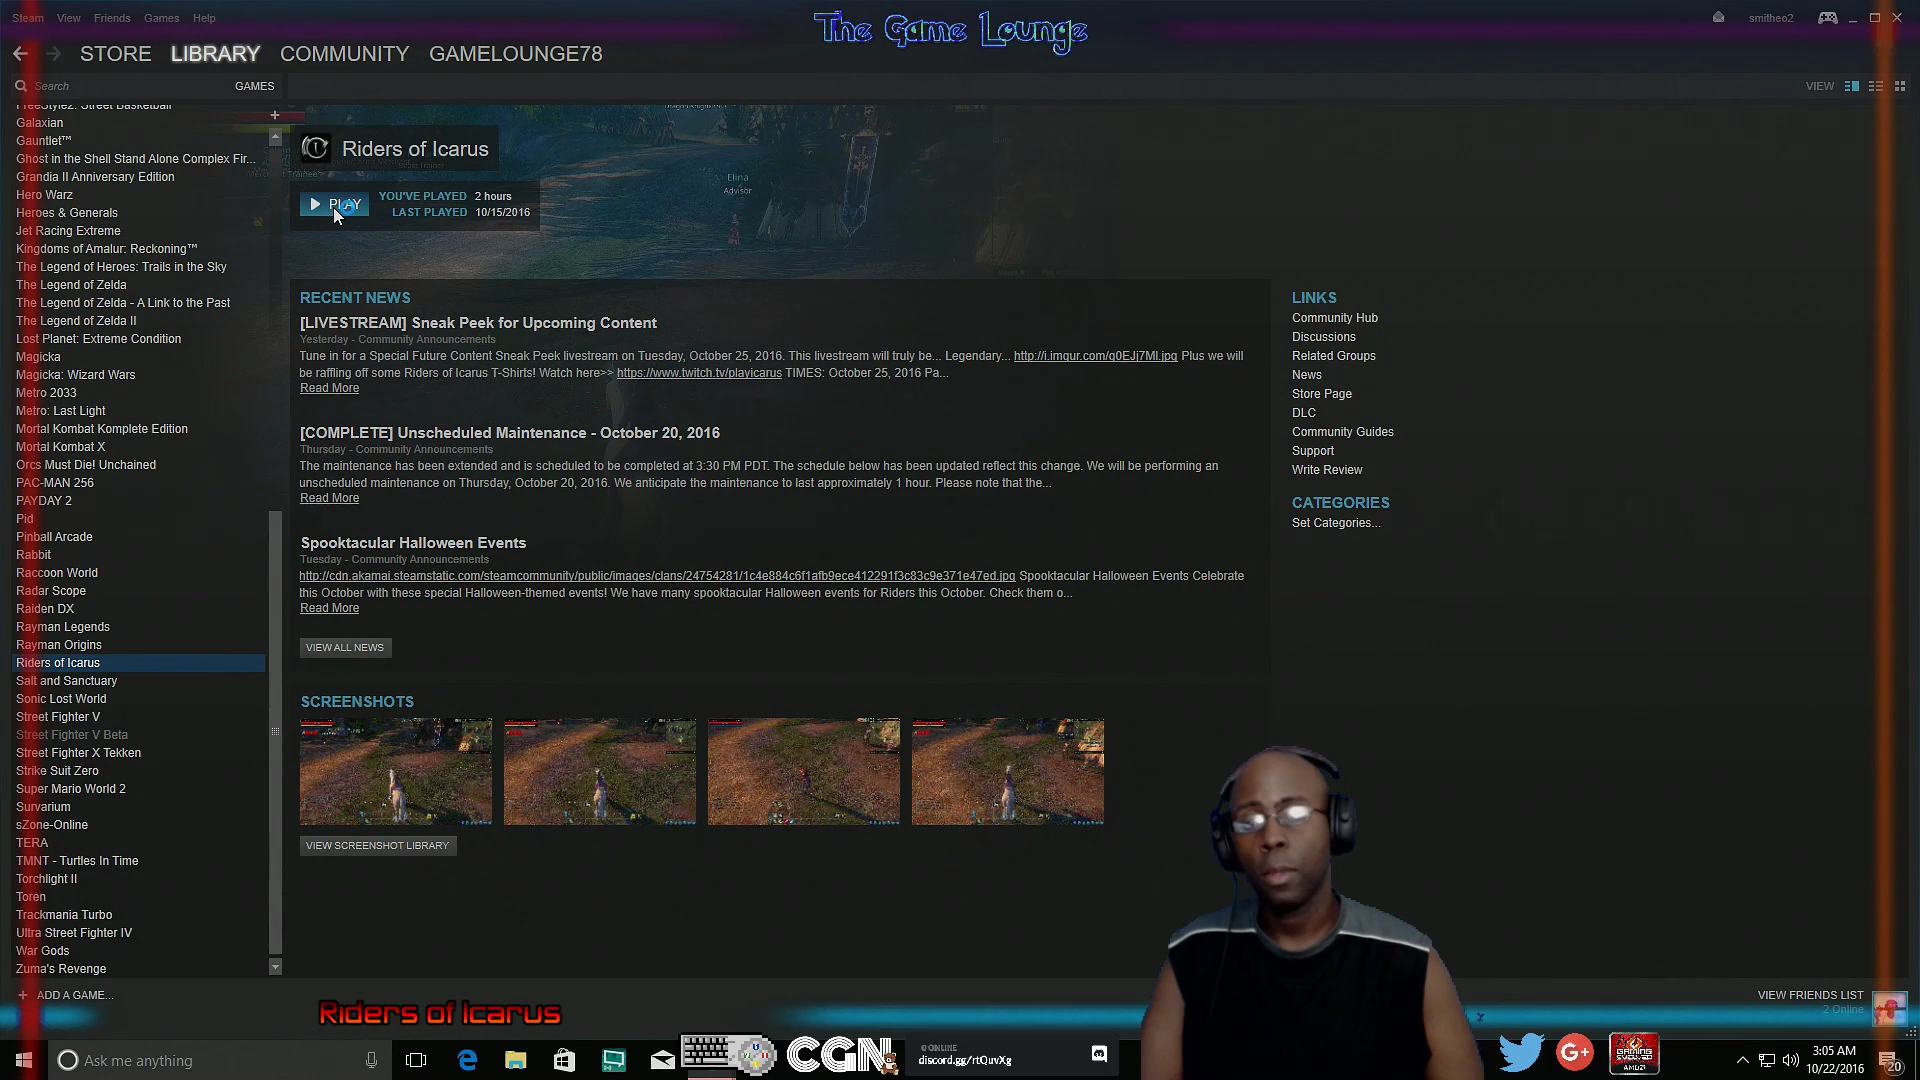 Steam View Friends Games Help
The Game Lounge
smitheo2
STORE LIBRARY COMMUNITY GAMELOUNGE78
Search GAMES
VIEW
FreeStyle2: Street Basketball
Galaxian
Gauntlet™
Ghost in the Shell Stand Alone Complex Fir...
Grandia II Anniversary Edition
Hero Warz
Heroes & Generals
Jet Racing Extreme
Kingdoms of Amalur: Reckoning™
The Legend of Heroes: Trails in the Sky
The Legend of Zelda
The Legend of Zelda - A Link to the Past
The Legend of Zelda II
Lost Planet: Extreme Condition
Magicka
Magicka: Wizard Wars
Metro 2033
Metro: Last Light
Mortal Kombat Komplete Edition
Mortal Kombat X
Orcs Must Die! Unchained
PAC-MAN 256
PAYDAY 2
Pid
Pinball Arcade
Rabbit
Raccoon World
Radar Scope
Raiden DX
Rayman Legends
Rayman Origins
Riders of Icarus
Salt and Sanctuary
Sonic Lost World
Street Fighter V
Street Fighter V Beta
Street Fighter X Tekken
Strike Suit Zero
Super Mario World 2
Survarium
sZone-Online
TERA
TMNT - Turtles In Time
Torchlight II
Toren
Trackmania Turbo
Ultra Street Fighter IV
War Gods
Zuma's Revenge
+ ADD A GAME...
Riders of Icarus
PLAY
YOU'VE PLAYED 2 hours
LAST PLAYED 10/15/2016
Elina
Advisor
RECENT NEWS
[LIVESTREAM] Sneak Peek for Upcoming Content
Yesterday - Community Announcements
Tune in for a Special Future Content Sneak Peek livestream on Tuesday, October 25, 2016. This livestream will truly be... Legendary... http://i.imgur.com/q0EJj7Ml.jpg Plus we will
be raffling off some Riders of Icarus T-Shirts! Watch here>> https://www.twitch.tv/playicarus TIMES: October 25, 2016 Pa...
Read More
[COMPLETE] Unscheduled Maintenance - October 20, 2016
Thursday - Community Announcements
The maintenance has been extended and is scheduled to be completed at 3:30 PM PDT. The schedule below has been updated reflect this change. We will be performing an
unscheduled maintenance on Thursday, October 20, 2016. We anticipate the maintenance to last approximately 1 hour. Please note that the...
Read More
Spooktacular Halloween Events
Tuesday - Community Announcements
http://cdn.akamai.steamstatic.com/steamcommunity/public/images/clans/24754281/1c4e884c6f1afb9ece412291f3c83c9e371e47ed.jpg Spooktacular Halloween Events Celebrate
this October with these special Halloween-themed events! We have many spooktacular Halloween events for Riders this October. Check them o...
Read More
VIEW ALL NEWS
SCREENSHOTS
VIEW SCREENSHOT LIBRARY
LINKS
Community Hub
Discussions
Related Groups
News
Store Page
DLC
Community Guides
Support
Write Review
CATEGORIES
Set Categories...
VIEW FRIENDS LIST
2 Online
Riders of Icarus
Ask me anything
CGN
ONLINE
discord.gg/rtQuvXg
GAMING EVOLVED
AMD
3:05 AM
10/22/2016
20